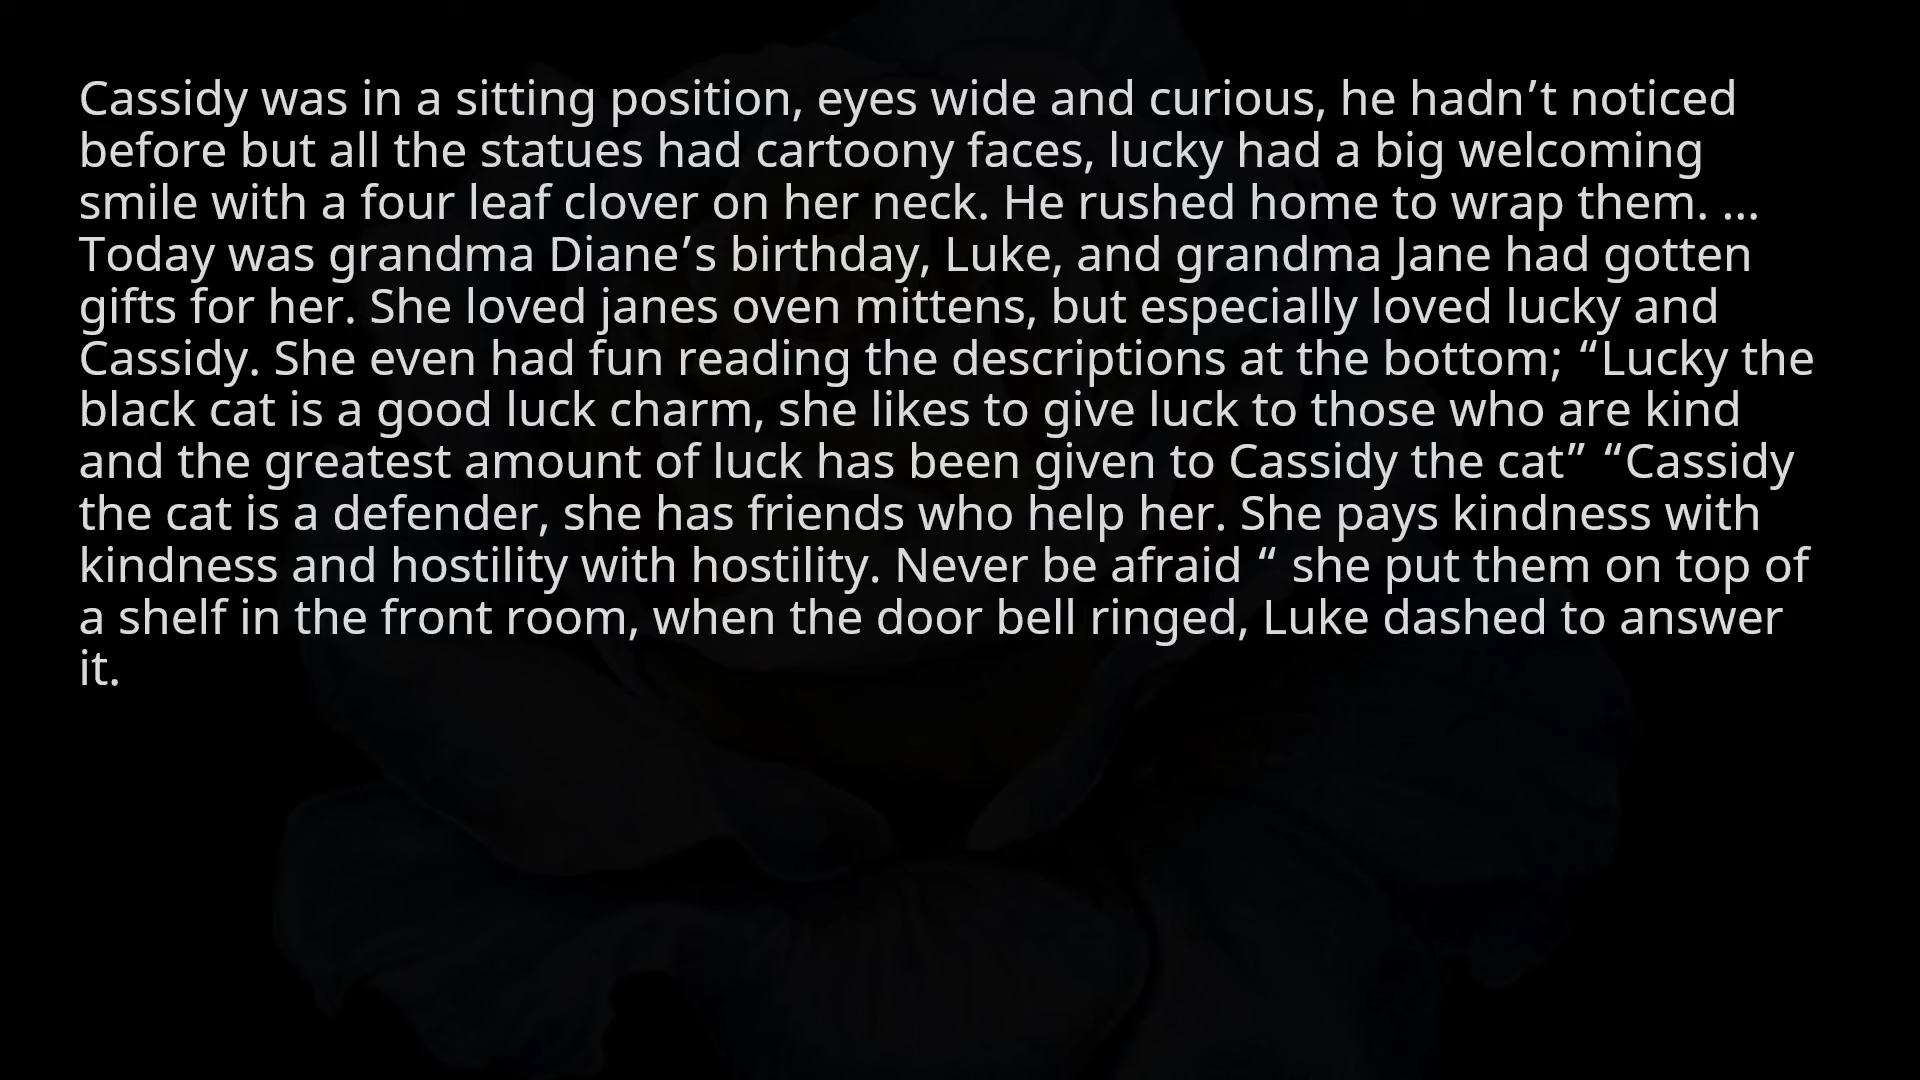 Cassidy was in a sitting position, eyes wide and curious, he hadn’t noticed
before but all the statues had cartoony faces, lucky had a big welcoming
smile with a four leaf clover on her neck. He rushed home to wrap them. ...
Today was grandma Diane’s birthday, Luke, and grandma Jane had gotten
gifts for her. She loved janes oven mittens, but especially loved lucky and
Cassidy. She even had fun reading the descriptions at the bottom; “Lucky the
black cat is a good luck charm, she likes to give luck to those who are kind
and the greatest amount of luck has been given to Cassidy the cat” “Cassidy
the cat is a defender, she has friends who help her. She pays kindness with
kindness and hostility with hostility. Never be afraid “ she put them on top of
a shelf in the front room, when the door bell ringed, Luke dashed to answer
it.